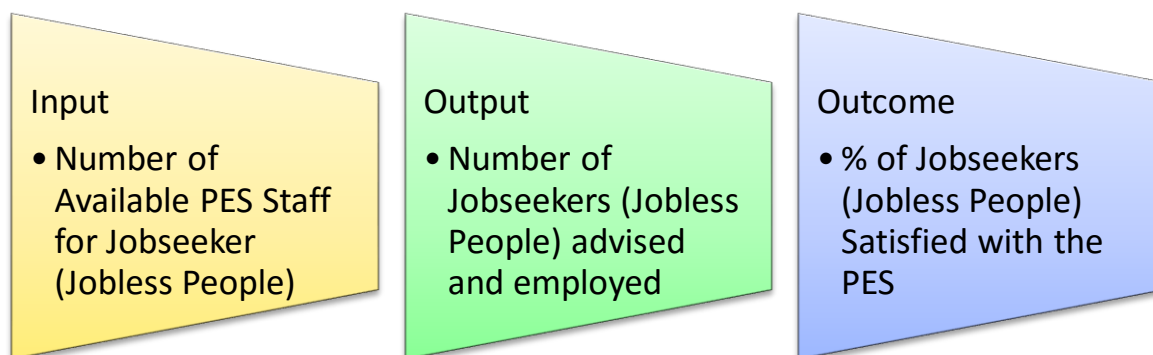 Input
• Number of
Available PES Staff
for Jobseeker
(Jobless People)
Output
• Number of
Jobseekers (Jobless
People) advised
and employed
Outcome
• % of Jobseekers
(Jobless People)
Satisfied with the
PES